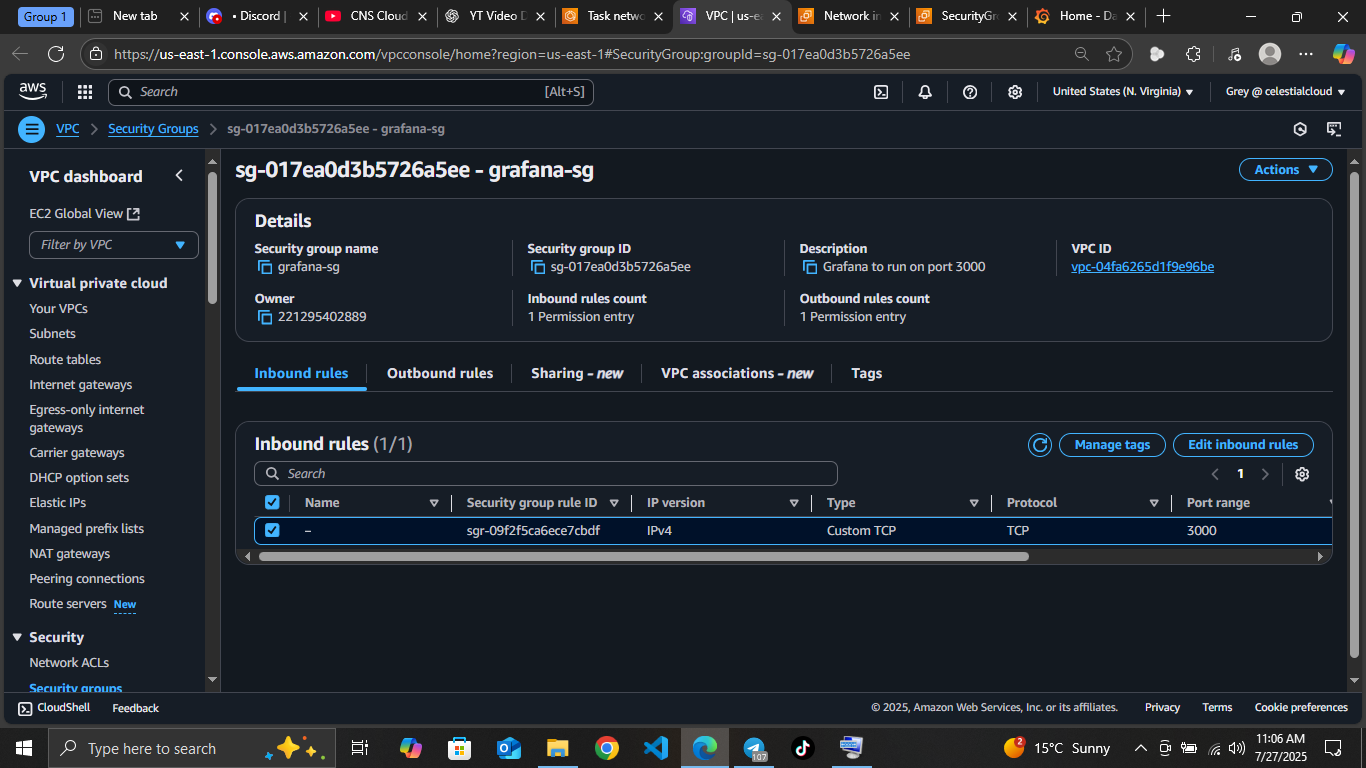 Group 1
New tab
• Discord |
CNS Cloud
YT Video D
Task netwo
VPC | us-ea
Network in
SecurityGro
Home - Da
https://us-east-1.console.aws.amazon.com/vpcconsole/home?region=us-east-1#SecurityGroup:groupId=sg-017ea0d3b5726a5ee
aws
Search
[Alt+S]
United States (N. Virginia)
Grey @ celestialcloud
VPC
Security Groups
sg-017ea0d3b5726a5ee - grafana-sg
VPC dashboard
EC2 Global View
Filter by VPC
Virtual private cloud
Your VPCs
Subnets
Route tables
Internet gateways
Egress-only internet
gateways
Carrier gateways
DHCP option sets
Elastic IPs
Managed prefix lists
NAT gateways
Peering connections
Route servers New
Security
Network ACLs
Security groups
sg-017ea0d3b5726a5ee - grafana-sg
Actions
Details
Security group name
grafana-sg
Security group ID
sg-017ea0d3b5726a5ee
Description
Grafana to run on port 3000
VPC ID
vpc-04fa6265d1f9e96be
Owner
221295402889
Inbound rules count
1 Permission entry
Outbound rules count
1 Permission entry
Inbound rules
Outbound rules
Sharing - new
VPC associations - new
Tags
Inbound rules (1/1)
Manage tags
Edit inbound rules
Search
1
Name
Security group rule ID
IP version
Type
Protocol
Port range
–
sgr-09f2f5ca6ece7cbdf
IPv4
Custom TCP
TCP
3000
CloudShell
Feedback
© 2025, Amazon Web Services, Inc. or its affiliates.
Privacy
Terms
Cookie preferences
Type here to search
107
2
15°C Sunny
11:06 AM
7/27/2025